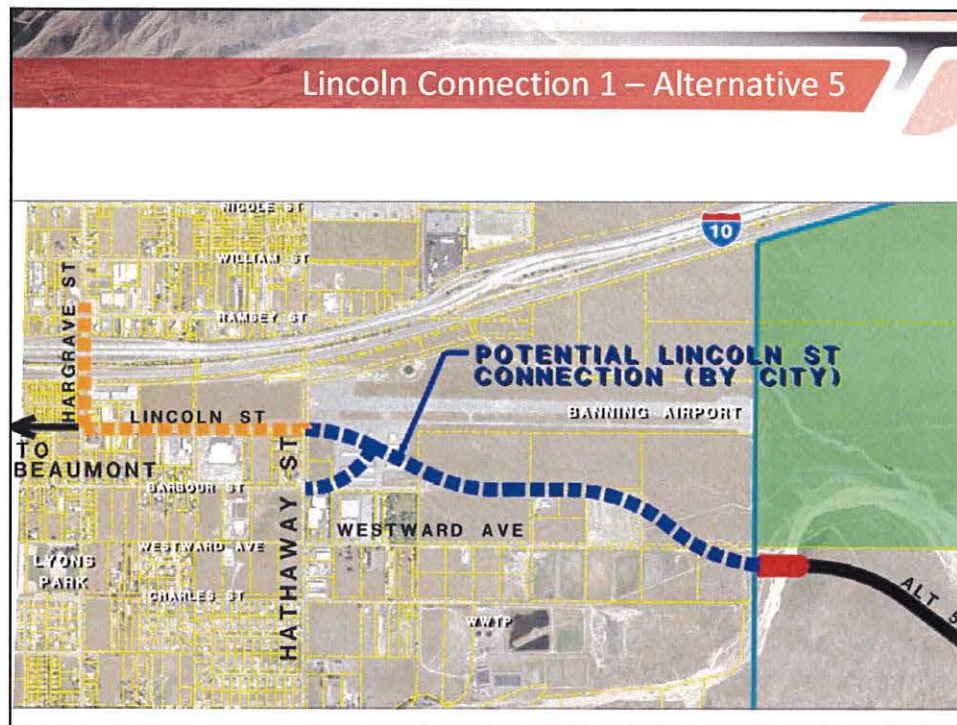 Lincoln Connection 1 – Alternative 5
NICOLE ST
WILLIAM ST
10
HARGRAVE ST
RAMSEY ST
POTENTIAL LINCOLN ST
CONNECTION (BY CITY)
LINCOLN ST
BANNING AIRPORT
TO
BEAUMONT
BARBOUR ST
HATHAWAY ST
WESTWARD AVE
WESTWARD AVE
LYONS
PARK
CHARLES ST
WWTP
ALT 5